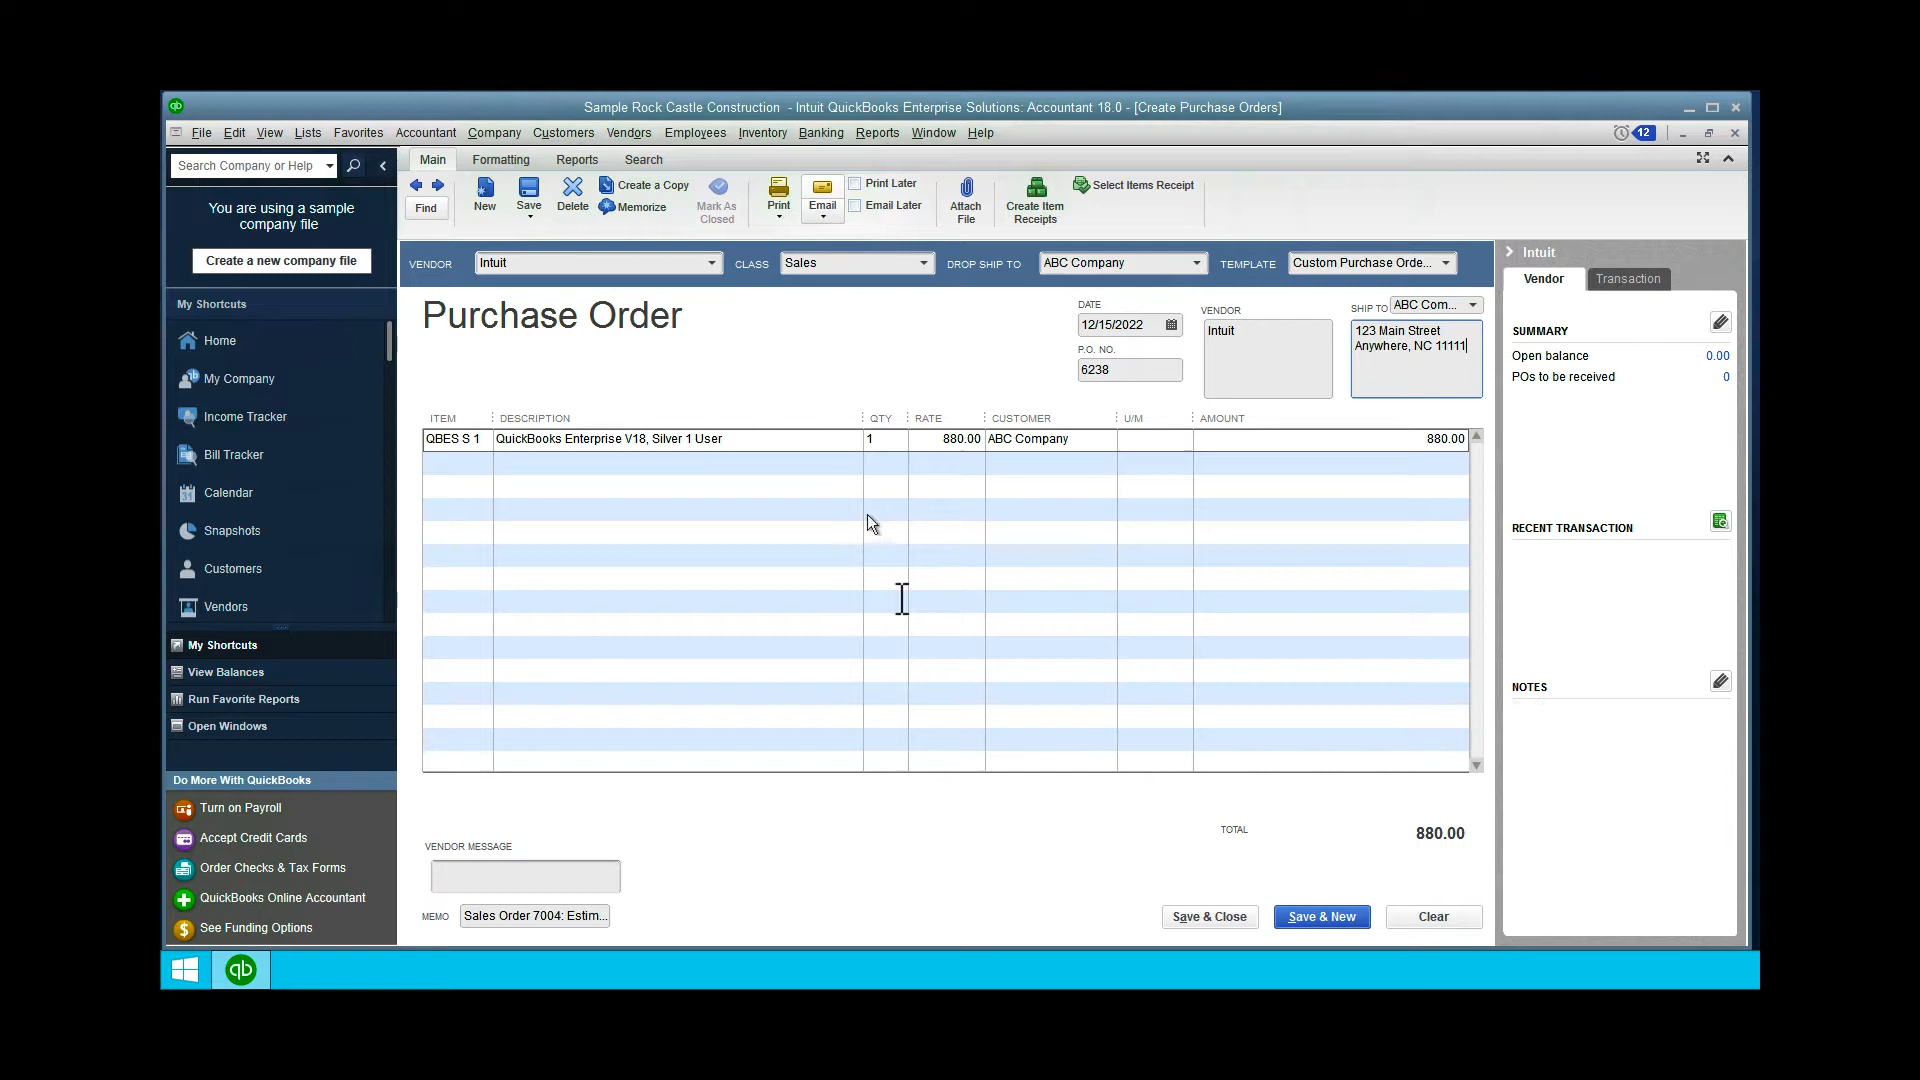 Sample Rock Castle Construction - Intuit QuickBooks Enterprise Solutions: Accountant 18.0 - [Create Purchase Orders]
File Edit View Lists Favorites Accountant Company Customers Vendors Employees Inventory Banking Reports Window Help
12
Search Company or Help
Main Formatting Reports Search
You are using a sample
company file
Create a new company file
Find
New
Save
Delete
Create a Copy
Memorize
Mark As
Closed
Print
Email
Print Later
Email Later
Attach
File
Create Item
Receipts
Select Items Receipt
My Shortcuts
Home
My Company
Income Tracker
Bill Tracker
31
Calendar
Snapshots
Customers
Vendors
My Shortcuts
View Balances
Run Favorite Reports
Open Windows
Do More With QuickBooks
Turn on Payroll
Accept Credit Cards
Order Checks & Tax Forms
QuickBooks Online Accountant
See Funding Options
VENDOR Intuit CLASS Sales DROP SHIP TO ABC Company TEMPLATE Custom Purchase Orde...
Purchase Order
DATE
12/15/2022
P.O. NO.
6238
VENDOR
Intuit
SHIP TO ABC Com...
123 Main Street
Anywhere, NC 11111
ITEM DESCRIPTION QTY RATE CUSTOMER U/M AMOUNT
QBES S 1 QuickBooks Enterprise V18, Silver 1 User 1 880.00 ABC Company 880.00
TOTAL 880.00
VENDOR MESSAGE
MEMO Sales Order 7004: Estim...
Save & Close Save & New Clear
Intuit
Vendor Transaction
SUMMARY
Open balance 0.00
POs to be received 0
RECENT TRANSACTION
NOTES
qb